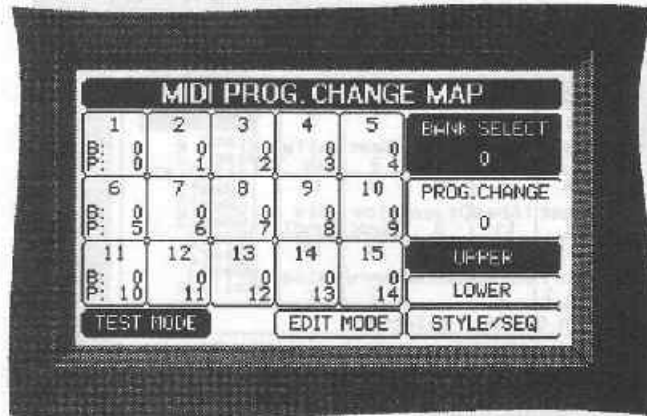 MIDI PROG. CHANGE MAP
1 2 3 4 5 BANK SELECT
B: 0 0 0 0 0 0
P: 0 1 2 3 4
6 7 8 9 10 PROG.CHANGE
B: 0 0 0 0 0 0
P: 5 6 7 8 9
11 12 13 14 15 UPPER
B: 0 0 0 0 0 LOWER
P: 10 11 12 13 14
TEST MODE EDIT MODE STYLE/SEQ